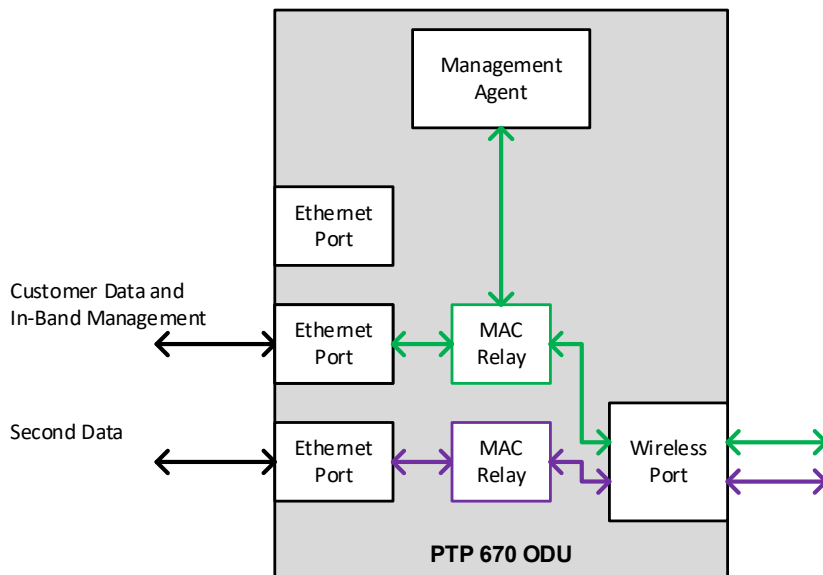 Management
Agent
Ethernet
Port
Customer Data and
In-Band Management
Ethernet
Port
MAC
Relay
Second Data
Ethernet
Port
MAC
Relay
Wireless
Port
PTP 670 ODU